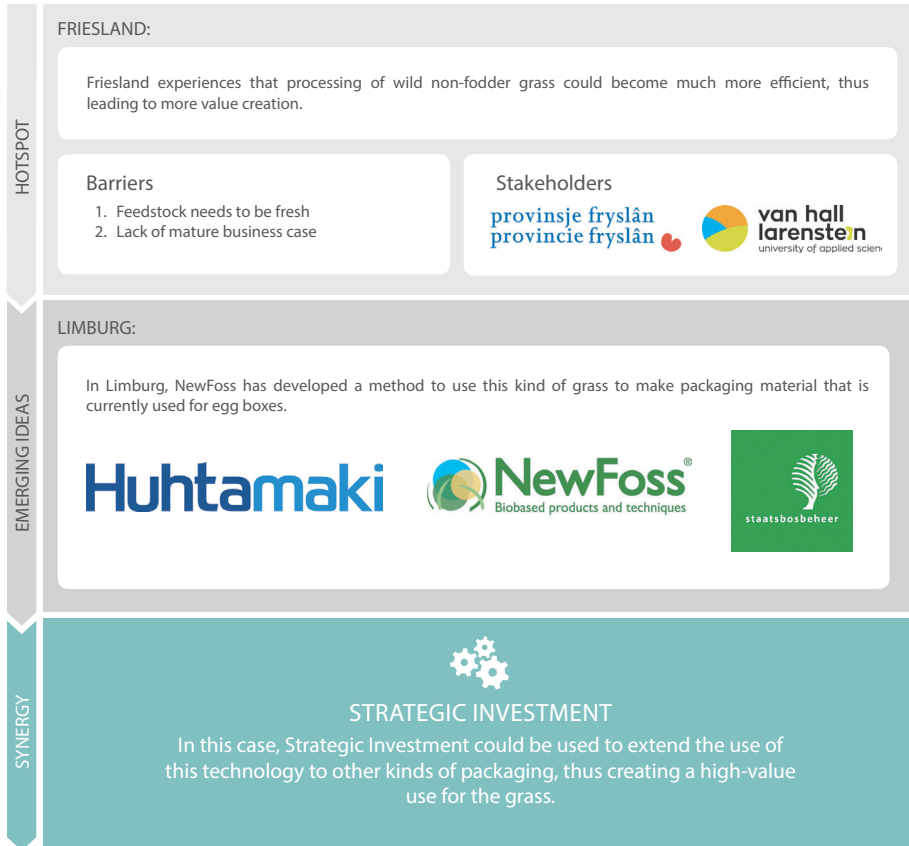 HOTSPOT
FRIESLAND:
Friesland experiences that processing of wild non-fodder grass could become much more efficient, thus
leading to more value creation.
Barriers
1. Feedstock needs to be fresh
2. Lack of mature business case
Stakeholders
provinsje fryslân
provincie fryslân
van hall
larenstein
university of applied scien
EMERGING IDEAS
LIMBURG:
In Limburg, NewFoss has developed a method to use this kind of grass to make packaging material that is
currently used for egg boxes.
Huhtamaki
NewFoss®
Biobased products and techniques
staatsbosbeheer
SYNERGY
STRATEGIC INVESTMENT
In this case, Strategic Investment could be used to extend the use of
this technology to other kinds of packaging, thus creating a high-value
use for the grass.